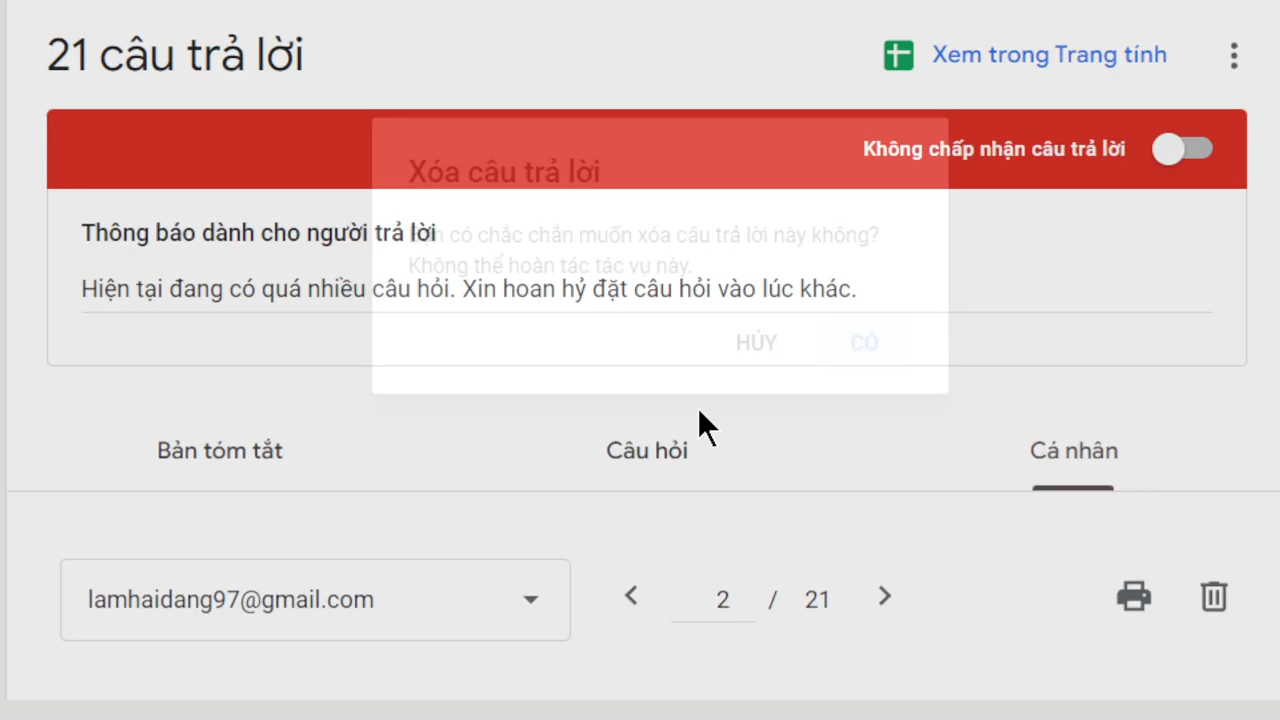 21 câu trả lời
Xem trong Trang tính
Không chấp nhận câu trả lời
Xóa câu trả lời
Thông báo dành cho người trả lời
Bạn có chắc chắn muốn xóa câu trả lời này không?
Không thể hoàn tác tác vụ này.
Hiện tại đang có quá nhiều câu hỏi. Xin hoan hỷ đặt câu hỏi vào lúc khác.
HỦY
CÓ
Bản tóm tắt
Câu hỏi
Cá nhân
lamhaidang97@gmail.com
2 / 21